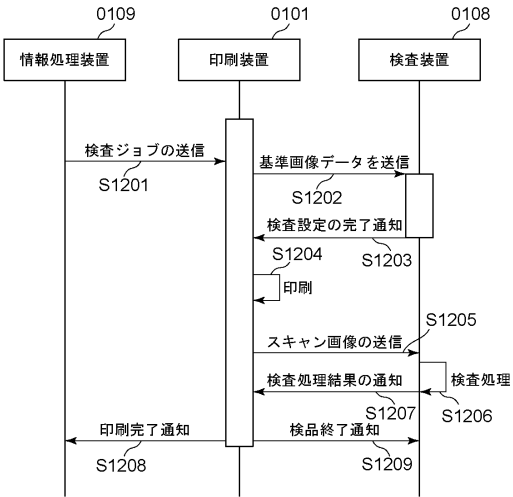 0109
0101
0108
情報処理装置
印刷装置
検査装置
検査ジョブの送信
S1201
基準画像データを送信
S1202
検査設定の完了通知
S1203
S1204
印刷
S1205
スキャン画像の送信
検査処理
S1206
検査処理結果の通知
S1207
印刷完了通知
S1208
検品終了通知
S1209